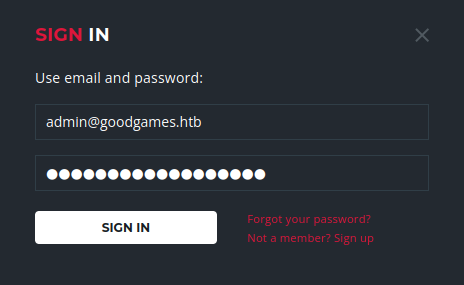 SIGN IN
Use email and password:
admin@goodgames.htb
●●●●●●●●●●●●●●●●●●
SIGN IN
Forgot your password?
Not a member? Sign up